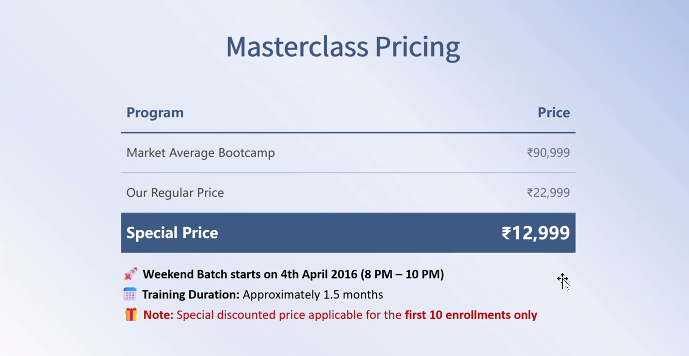 Masterclass Pricing
Program Price
Market Average Bootcamp ₹90,999
Our Regular Price ₹22,999
Special Price ₹12,999
🚀 Weekend Batch starts on 4th April 2016 (8 PM – 10 PM)
📅 Training Duration: Approximately 1.5 months
🎁 Note: Special discounted price applicable for the first 10 enrollments only